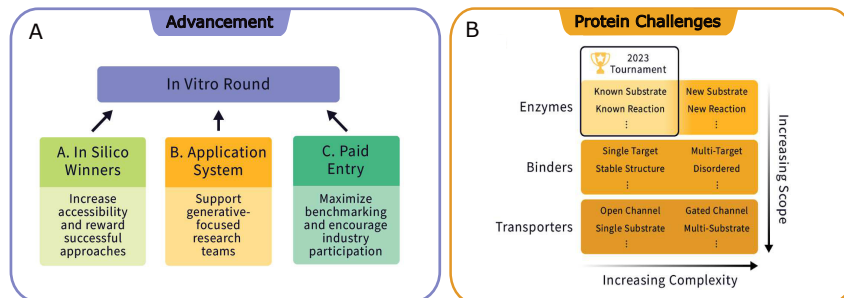 A
Advancement
In Vitro Round
A. In Silico
Winners
Increase
accessibility
and reward
successful
approaches
B. Application
System
Support
generative-
focused
research
teams
C. Paid
Entry
Maximize
benchmarking
and encourage
industry
participation
B
Protein Challenges
2023
Tournament
Enzymes
Known Substrate
Known Reaction
⋮
New Substrate
New Reaction
⋮
Binders
Single Target
Stable Structure
⋮
Multi-Target
Disordered
⋮
Transporters
Open Channel
Single Substrate
⋮
Gated Channel
Multi-Substrate
⋮
Increasing Scope
Increasing Complexity